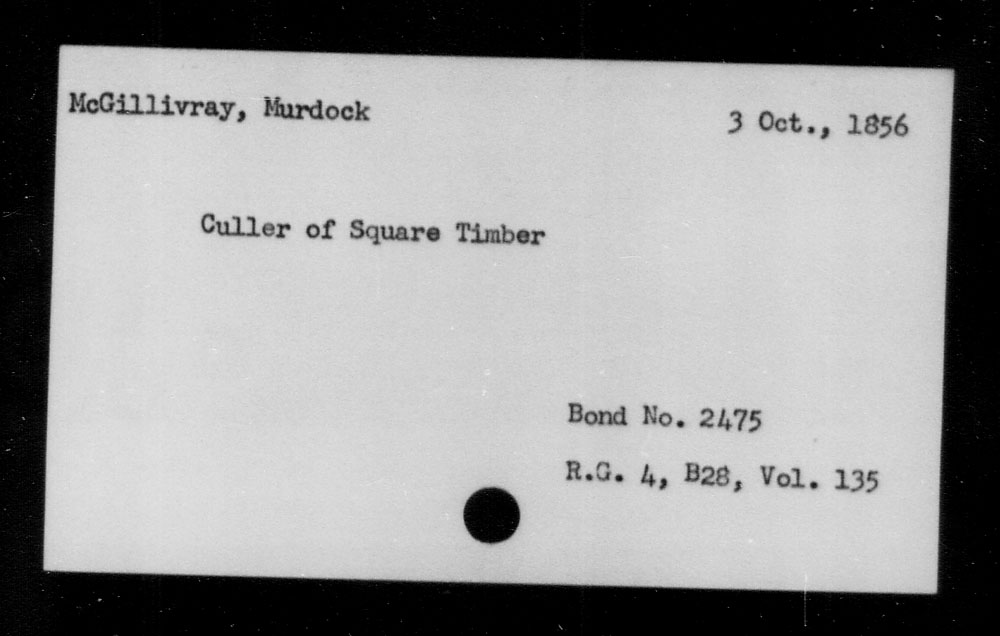 McGillivray, Murdock
3 Oct., 1856
Culler of Square Timber
Bond No. 2475
R.G. 4, B28, Vol. 135